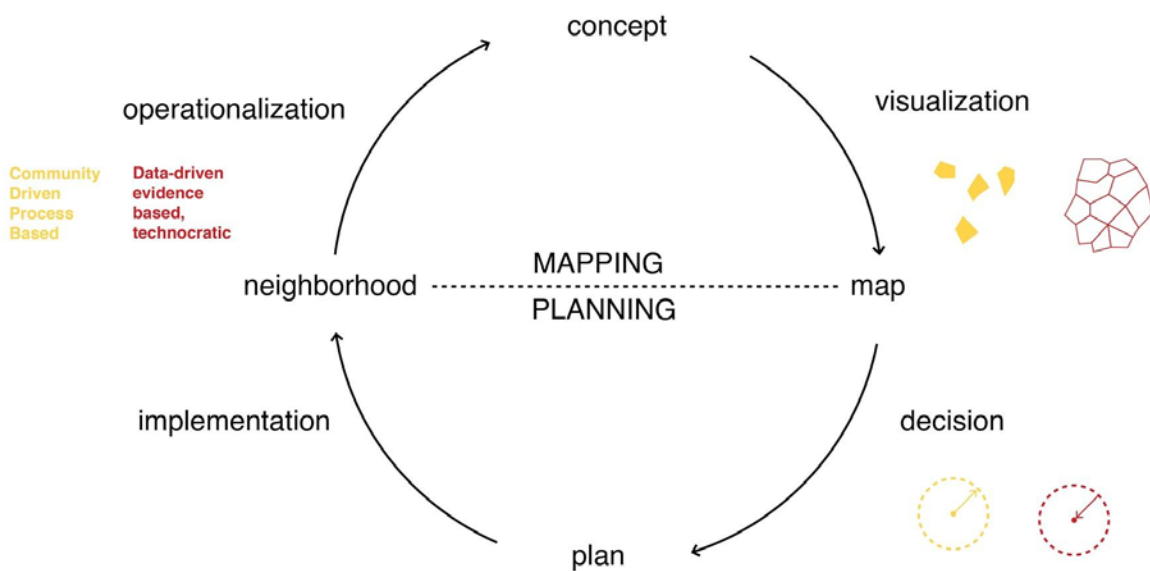 concept
operationalization
visualization
Community
Driven
Process
Based
Data-driven
evidence
based,
technocratic
MAPPING
neighborhood
map
PLANNING
implementation
decision
plan